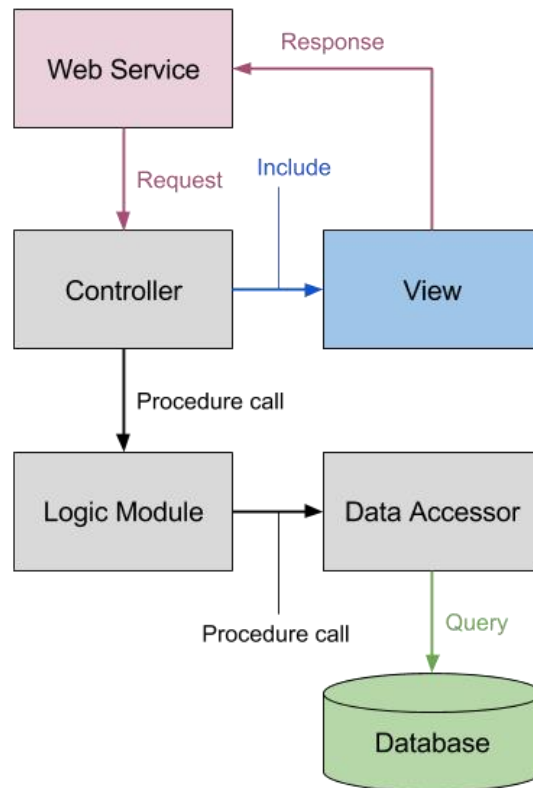 Response
Web Service
Request
Include
Controller
View
Procedure call
Logic Module
Data Accessor
Procedure call
Query
Database